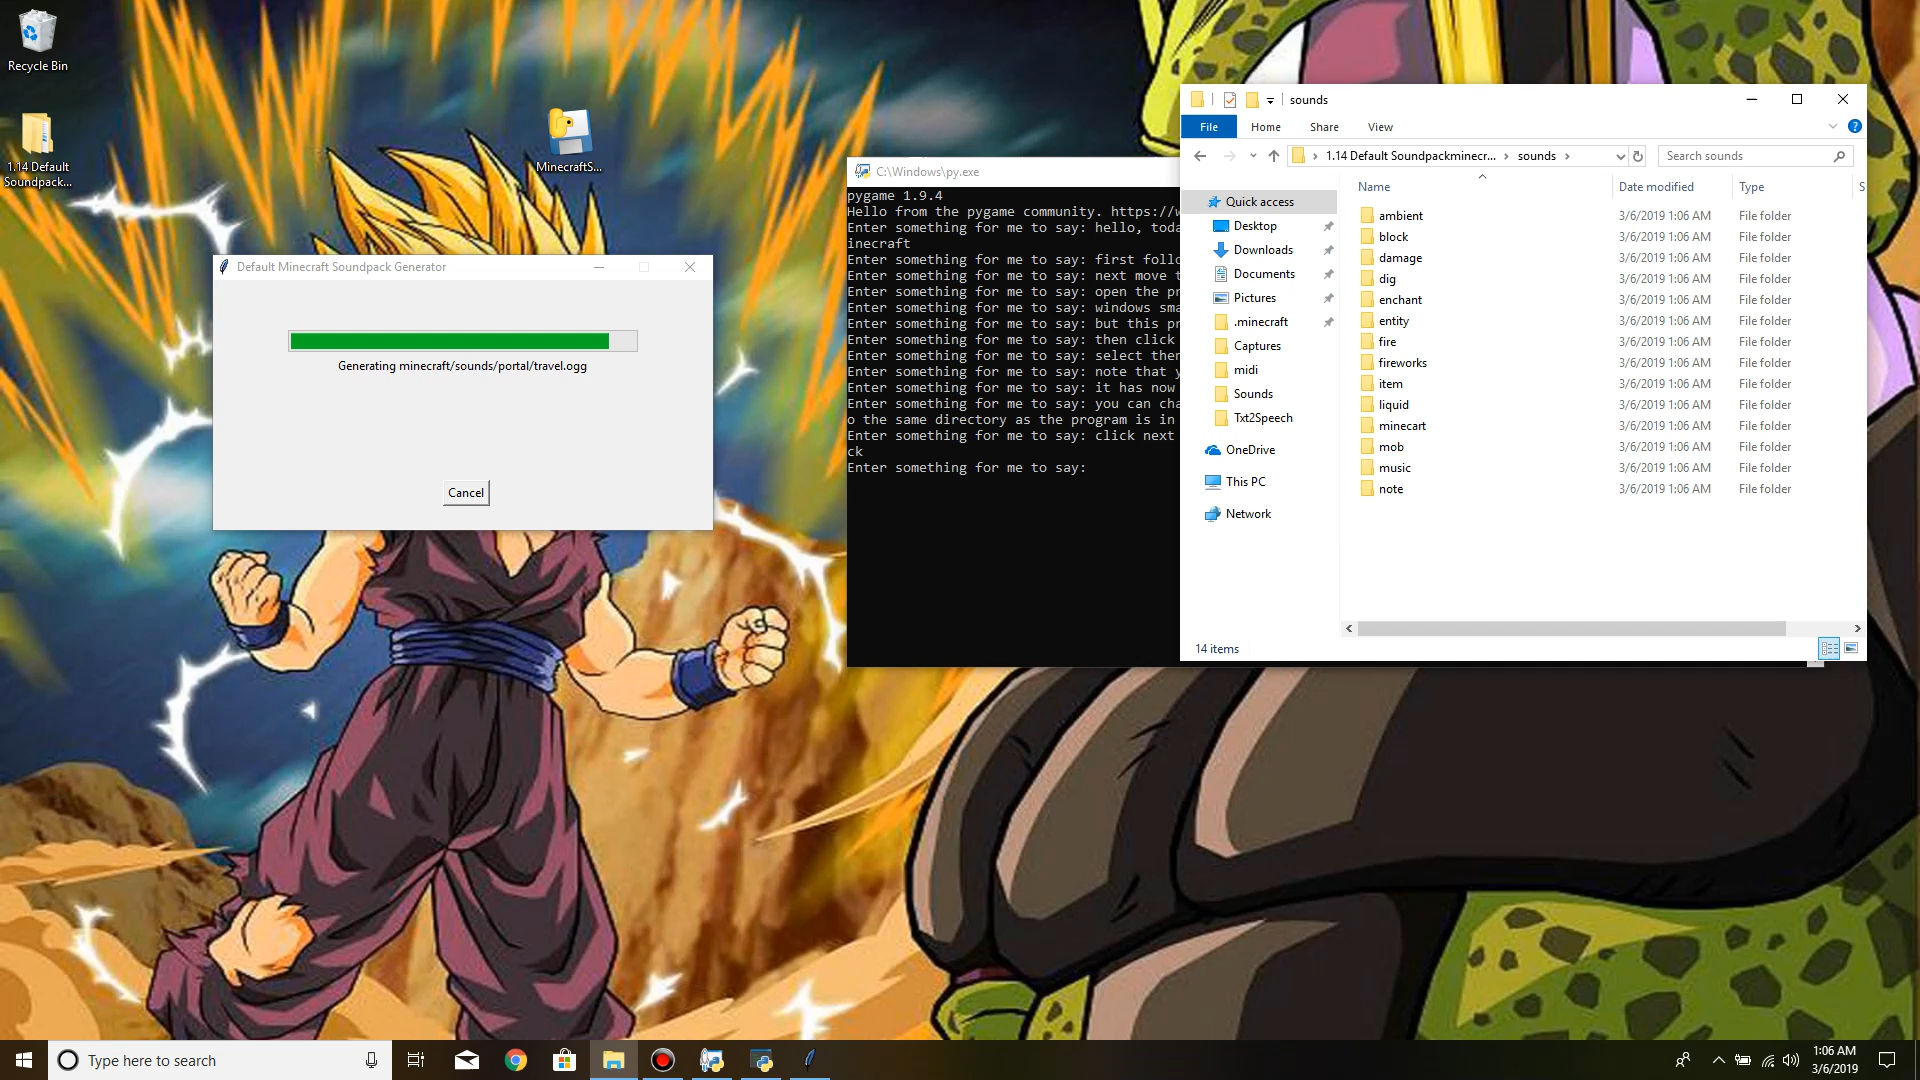 Recycle Bin
1.14 Default
Soundpack...
MinecraftS...
Default Minecraft Soundpack Generator
Generating minecraft/sounds/portal/travel.ogg
Cancel
C:\Windows\py.exe
pygame 1.9.4
Hello from the pygame community. https://w
Enter something for me to say: hello, toda
inecraft
Enter something for me to say: first follo
Enter something for me to say: next move t
Enter something for me to say: open the pr
Enter something for me to say: windows sma
Enter something for me to say: but this pr
Enter something for me to say: then click
Enter something for me to say: select then
Enter something for me to say: note that y
Enter something for me to say: it has now
Enter something for me to say: you can cha
o the same directory as the program is in
Enter something for me to say: click next
ck
Enter something for me to say:
sounds
File Home Share View
1.14 Default Soundpackminecr... sounds
Search sounds
Quick access
Desktop
Downloads
Documents
Pictures
.minecraft
Captures
midi
Sounds
Txt2Speech
OneDrive
This PC
Network
Name Date modified Type S
ambient 3/6/2019 1:06 AM File folder
block 3/6/2019 1:06 AM File folder
damage 3/6/2019 1:06 AM File folder
dig 3/6/2019 1:06 AM File folder
enchant 3/6/2019 1:06 AM File folder
entity 3/6/2019 1:06 AM File folder
fire 3/6/2019 1:06 AM File folder
fireworks 3/6/2019 1:06 AM File folder
item 3/6/2019 1:06 AM File folder
liquid 3/6/2019 1:06 AM File folder
minecart 3/6/2019 1:06 AM File folder
mob 3/6/2019 1:06 AM File folder
music 3/6/2019 1:06 AM File folder
note 3/6/2019 1:06 AM File folder
14 items
Type here to search
1:06 AM
3/6/2019